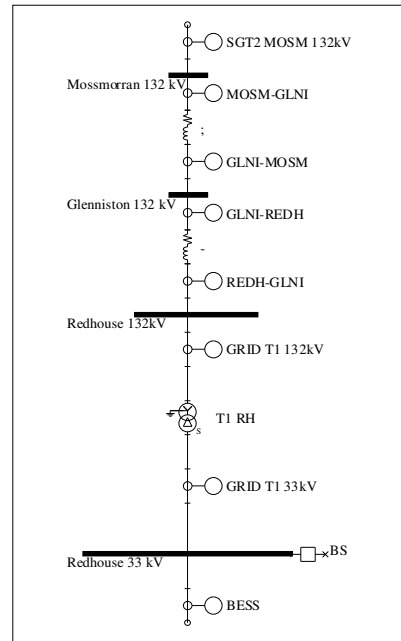 SGT2 MOSM 132kV
Mossmorran 132 kV
MOSM-GLNI
;
GLNI-MOSM
Glenniston 132 kV
GLNI-REDH
-
REDH-GLNI
Redhouse 132kV
GRID T1 132kV
T1 RH
s
GRID T1 33kV
BS
Redhouse 33 kV
BESS